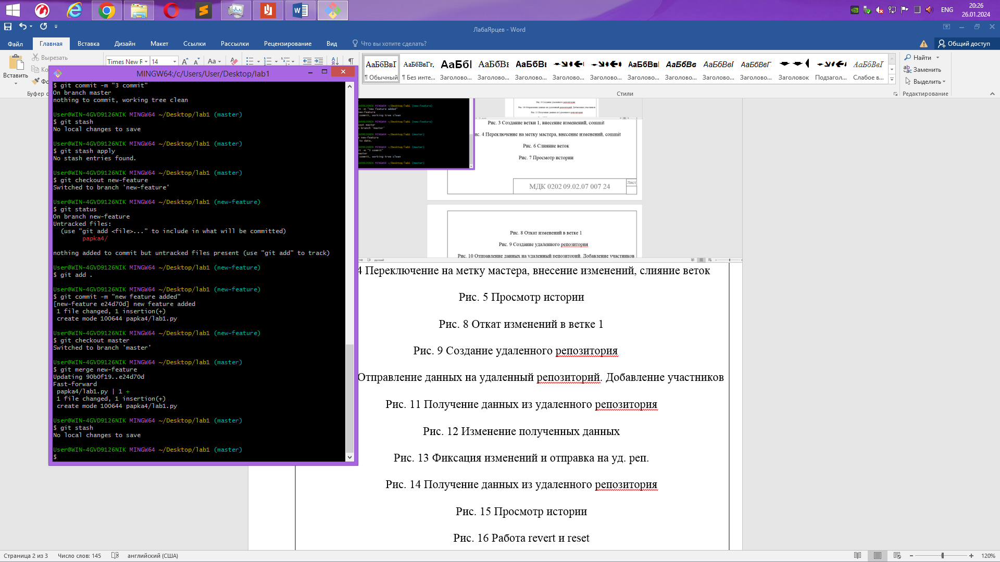 20:26
ENG
26.01.2024
ЛабаЯрцев - Word
Файл
Главная
Вставка
Дизайн
Макет
Ссылки
Рассылки
Рецензирование
Вид
Что вы хотите сделать?
Общий доступ
Вырезать
Вставить
Буфер о
Times New R
14
Aa
АаБбВвГ
АаБбВвГг,
АаБбІ
АаБбВв
АаБбВв
АаБбВвІ
АаБбВв
АаБбВвГ
АаБбВвГ
АаБбВвГ
¶ Обычный
¶ Без инте...
Заголово...
Заголово...
Заголово...
Заголово...
Заголово...
Заголово...
Заголово...
Заголово...
Заголово...
Заголовок
Подзагол...
Слабое в...
Стили
Найти
Заменить
Выделить
Редактирование
MINGW64:/c/Users/User/Desktop/lab1
$ git commit -m "3 commit"
On branch master
nothing to commit, working tree clean
User@WIN-4GVD9126NIK MINGW64 ~/Desktop/lab1 (master)
$ git stash
No local changes to save
User@WIN-4GVD9126NIK MINGW64 ~/Desktop/lab1 (master)
$ git stash apply
No stash entries found.
User@WIN-4GVD9126NIK MINGW64 ~/Desktop/lab1 (master)
$ git checkout new-feature
Switched to branch 'new-feature'
User@WIN-4GVD9126NIK MINGW64 ~/Desktop/lab1 (new-feature)
$ git status
On branch new-feature
Untracked files:
(use "git add <file>..." to include in what will be committed)
papka4/
nothing added to commit but untracked files present (use "git add" to track)
User@WIN-4GVD9126NIK MINGW64 ~/Desktop/lab1 (new-feature)
$ git add .
User@WIN-4GVD9126NIK MINGW64 ~/Desktop/lab1 (new-feature)
$ git commit -m "new feature added"
[new-feature e24d70d] new feature added
1 file changed, 1 insertion(+)
create mode 100644 papka4/lab1.py
User@WIN-4GVD9126NIK MINGW64 ~/Desktop/lab1 (new-feature)
$ git checkout master
Switched to branch 'master'
User@WIN-4GVD9126NIK MINGW64 ~/Desktop/lab1 (master)
$ git merge new-feature
Updating 90b0f19..e24d70d
Fast-forward
papka4/lab1.py | 1 +
1 file changed, 1 insertion(+)
create mode 100644 papka4/lab1.py
User@WIN-4GVD9126NIK MINGW64 ~/Desktop/lab1 (master)
$ git stash
No local changes to save
User@WIN-4GVD9126NIK MINGW64 ~/Desktop/lab1 (master)
$
Рис. 9 Создание удаленного репозитория
Рис. 10 Отправление данных на удаленный репозиторий. Добавление участников
Рис. 11 Получение данных из удаленного репозитория
Рис. 3 Создание ветки 1, внесение изменений, commit
ис. 4 Переключение на метку мастера, внесение изменений, commit
Рис. 6 Слияние веток
Рис. 7 Просмотр истории
МДК 0202 09.02.07 007 24
Лист
Рис. 8 Откат изменений в ветке 1
Рис. 9 Создание удаленного репозитория
Рис. 10 Отправление данных на удаленный репозиторий. Добавление участников
4 Переключение на метку мастера, внесение изменений, слияние веток
Рис. 5 Просмотр истории
Рис. 8 Откат изменений в ветке 1
Рис. 9 Создание удаленного репозитория
Отправление данных на удаленный репозиторий. Добавление участников
Рис. 11 Получение данных из удаленного репозитория
Рис. 12 Изменение полученных данных
Рис. 13 Фиксация изменений и отправка на уд. реп.
Рис. 14 Получение данных из удаленного репозитория
Рис. 15 Просмотр истории
Рис. 16 Работа revert и reset
Страница 2 из 3
Число слов: 145
английский (США)
120%